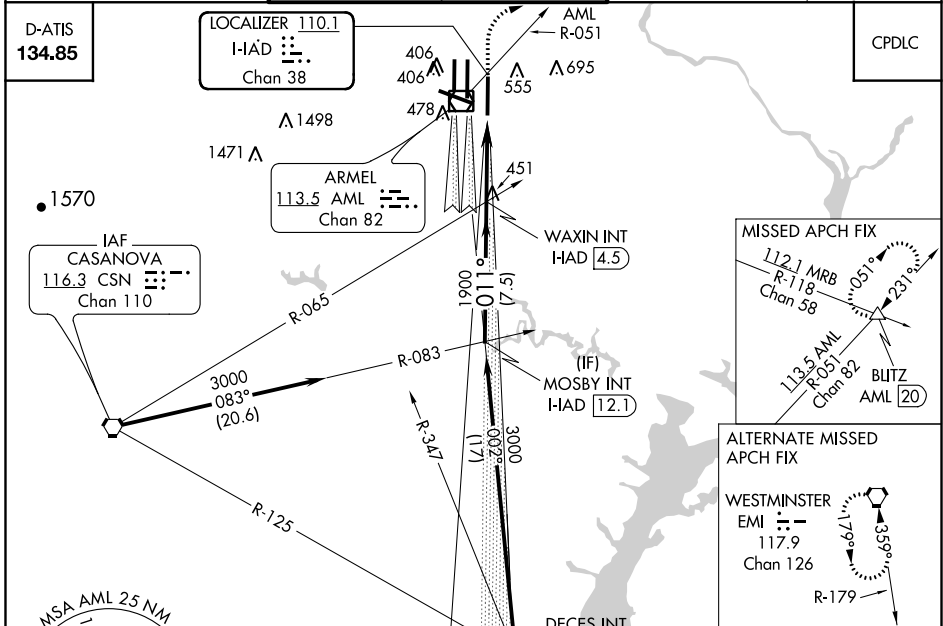 D-ATIS
134.85
LOCALIZER 110.1
I-IAD
Chan 38
AML
R-051
CPDLC
406
406
478
555
695
1498
1471
1570
ARMEL
113.5 AML
Chan 82
451
IAF
CASANOVA
116.3 CSN
Chan 110
WAXIN INT
I-IAD 4.5
R-065
1900
011°
(7.5)
R-083
3000
083°
(20.6)
(IF)
MOSBY INT
I-IAD 12.1
R-347
3000
002°
(17)
R-125
MISSED APCH FIX
112.1 MRB
R-118
Chan 58
051°
231°
113.5 AML
R-051
Chan 82
BLITZ
AML 20
ALTERNATE MISSED
APCH FIX
WESTMINSTER
EMI
117.9
Chan 126
179°
359°
R-179
MSA AML 25 NM
DECES INT